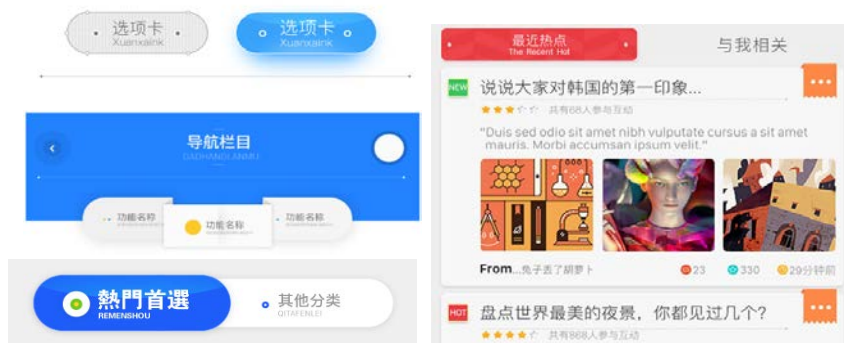 选项卡
Xuanxaink
选项卡
Xuanxaink
导航栏目
DAOHANGLANMU
功能名称
功能名称
功能名称
熱門首選
REMENSHOU
其他分类
QITAFENLEI
最近热点
The Recent Hot
与我相关
NEW
说说大家对韩国的第一印象...
共有68人参与互动
“Duis sed odio sit amet nibh vulputate cursus a sit amet
mauris. Morbi accumsan ipsum velit.”
From...兔子丢了胡萝卜
23
330
29分钟前
HOT
盘点世界最美的夜景，你都见过几个？
共有868人参与互动